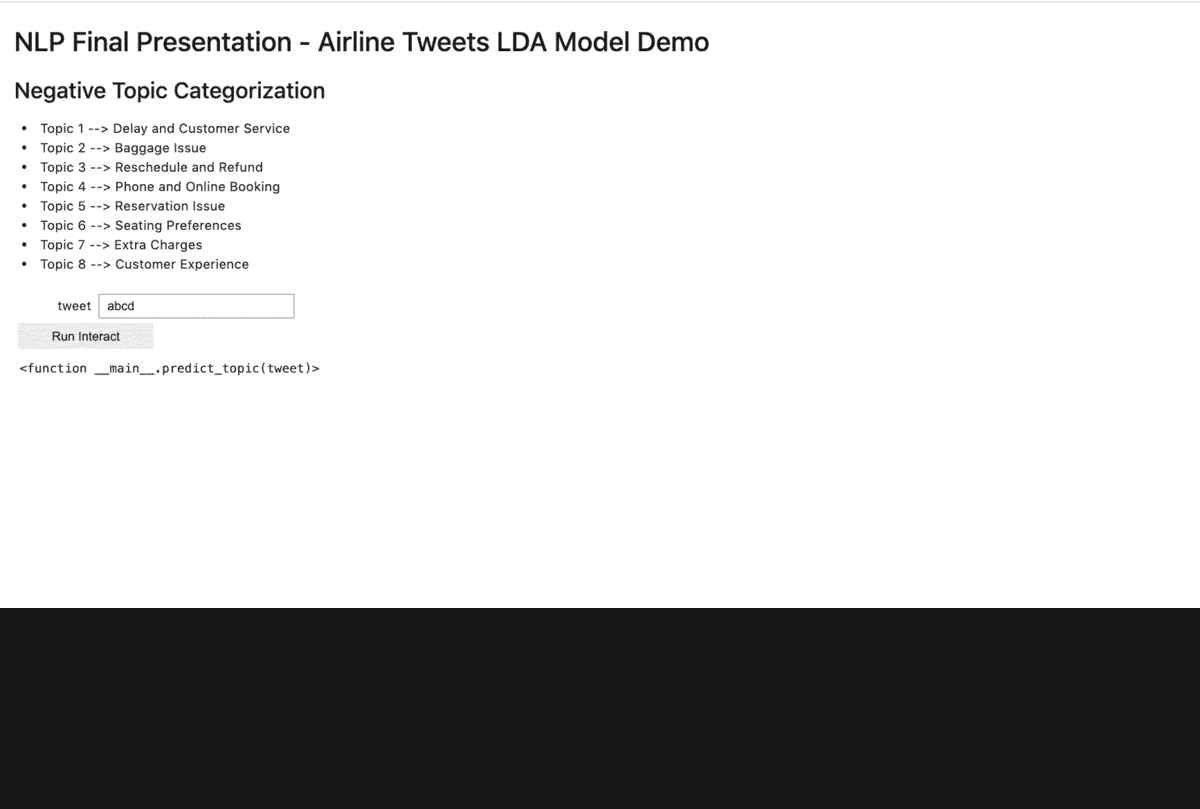 NLP Final Presentation - Airline Tweets LDA Model Demo
Negative Topic Categorization
• Topic 1 --> Delay and Customer Service
• Topic 2 --> Baggage Issue
• Topic 3 --> Reschedule and Refund
• Topic 4 --> Phone and Online Booking
• Topic 5 --> Reservation Issue
• Topic 6 --> Seating Preferences
• Topic 7 --> Extra Charges
• Topic 8 --> Customer Experience
tweet abcd
Run Interact
<function __main__.predict_topic(tweet)>